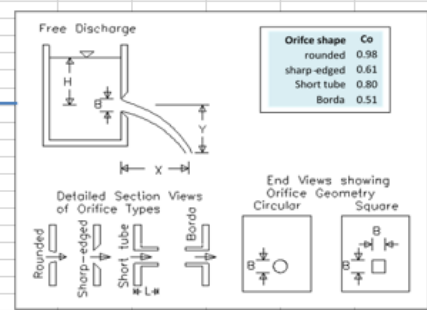 Free Discharge
H
B
Y
X
Orifce shape Co
rounded 0.98
sharp-edged 0.61
Short tube 0.80
Borda 0.51
Detailed Section Views
of Orifice Types
Rounded
Sharp-edged
Short tube
L
Borda
End Views showing
Orifice Geometry
Circular Square
B
B
B